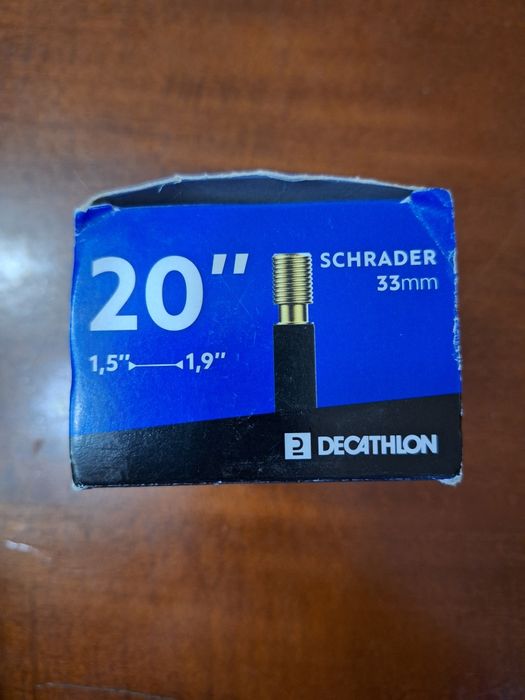 20"
1,5" 1,9"
SCHRADER
33mm
DECATHLON